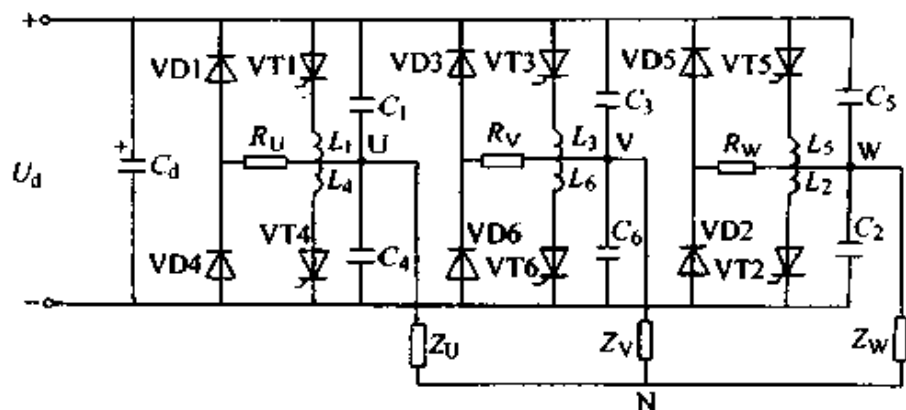 +
VD1 VT1 VD3 VT3 VD5 VT5
C1 C3 C5
RU L1 U RV L3 V RW L5 W
+
Ud Cd L4 L6 L2
VT4 VD6 VD2
VD4 C4 VT6 C6 VT2 C2
−
ZU ZV ZW
N